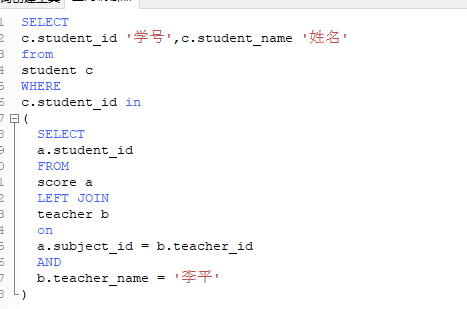 SELECT
c.student_id '学号',c.student_name '姓名'
from
student c
WHERE
c.student_id in
(
SELECT
a.student_id
FROM
score a
LEFT JOIN
teacher b
on
a.subject_id = b.teacher_id
AND
b.teacher_name = '李平'
)